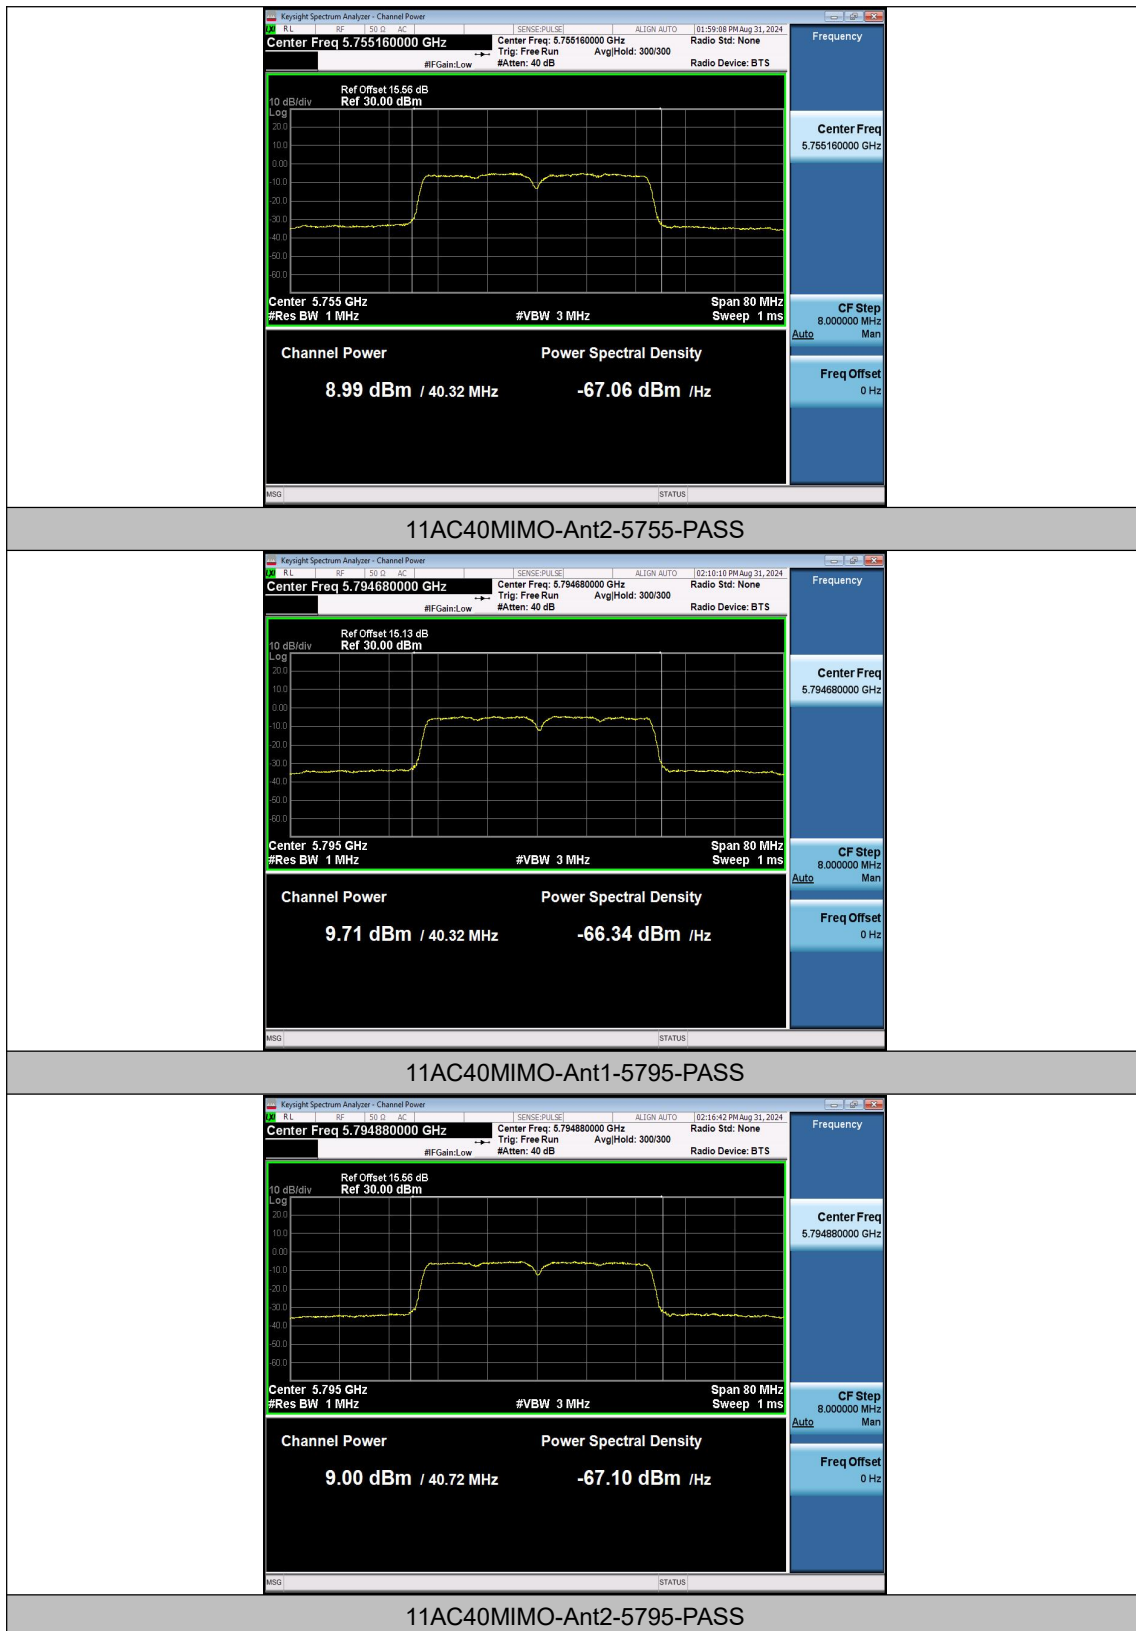 Keysight Spectrum Analyzer - Channel Power
LXI RL RF 50 Ω AC SENSE:PULSE ALIGN AUTO 01:59:08 PM Aug 31, 2024
Center Freq 5.755160000 GHz
Center Freq: 5.755160000 GHz Radio Std: None
Trig: Free Run Avg|Hold: 300/300
#IFGain:Low #Atten: 40 dB Radio Device: BTS
Frequency
Ref Offset 15.56 dB
10 dB/div Ref 30.00 dBm
Log
20.0
10.0
0.00
-10.0
-20.0
-30.0
-40.0
-50.0
-60.0
Center Freq
5.755160000 GHz
Center 5.755 GHz Span 80 MHz
#Res BW 1 MHz #VBW 3 MHz Sweep 1 ms
CF Step
8.000000 MHz
Auto Man
Channel Power Power Spectral Density
8.99 dBm / 40.32 MHz -67.06 dBm /Hz
Freq Offset
0 Hz
MSG STATUS
11AC40MIMO-Ant2-5755-PASS
Keysight Spectrum Analyzer - Channel Power
LXI RL RF 50 Ω AC SENSE:PULSE ALIGN AUTO 02:10:10 PM Aug 31, 2024
Center Freq 5.794680000 GHz
Center Freq: 5.794680000 GHz Radio Std: None
Trig: Free Run Avg|Hold: 300/300
#IFGain:Low #Atten: 40 dB Radio Device: BTS
Frequency
Ref Offset 15.13 dB
10 dB/div Ref 30.00 dBm
Log
20.0
10.0
0.00
-10.0
-20.0
-30.0
-40.0
-50.0
-60.0
Center Freq
5.794680000 GHz
Center 5.795 GHz Span 80 MHz
#Res BW 1 MHz #VBW 3 MHz Sweep 1 ms
CF Step
8.000000 MHz
Auto Man
Channel Power Power Spectral Density
9.71 dBm / 40.32 MHz -66.34 dBm /Hz
Freq Offset
0 Hz
MSG STATUS
11AC40MIMO-Ant1-5795-PASS
Keysight Spectrum Analyzer - Channel Power
LXI RL RF 50 Ω AC SENSE:PULSE ALIGN AUTO 02:16:42 PM Aug 31, 2024
Center Freq 5.794880000 GHz
Center Freq: 5.794880000 GHz Radio Std: None
Trig: Free Run Avg|Hold: 300/300
#IFGain:Low #Atten: 40 dB Radio Device: BTS
Frequency
Ref Offset 15.56 dB
10 dB/div Ref 30.00 dBm
Log
20.0
10.0
0.00
-10.0
-20.0
-30.0
-40.0
-50.0
-60.0
Center Freq
5.794880000 GHz
Center 5.795 GHz Span 80 MHz
#Res BW 1 MHz #VBW 3 MHz Sweep 1 ms
CF Step
8.000000 MHz
Auto Man
Channel Power Power Spectral Density
9.00 dBm / 40.72 MHz -67.10 dBm /Hz
Freq Offset
0 Hz
MSG STATUS
11AC40MIMO-Ant2-5795-PASS